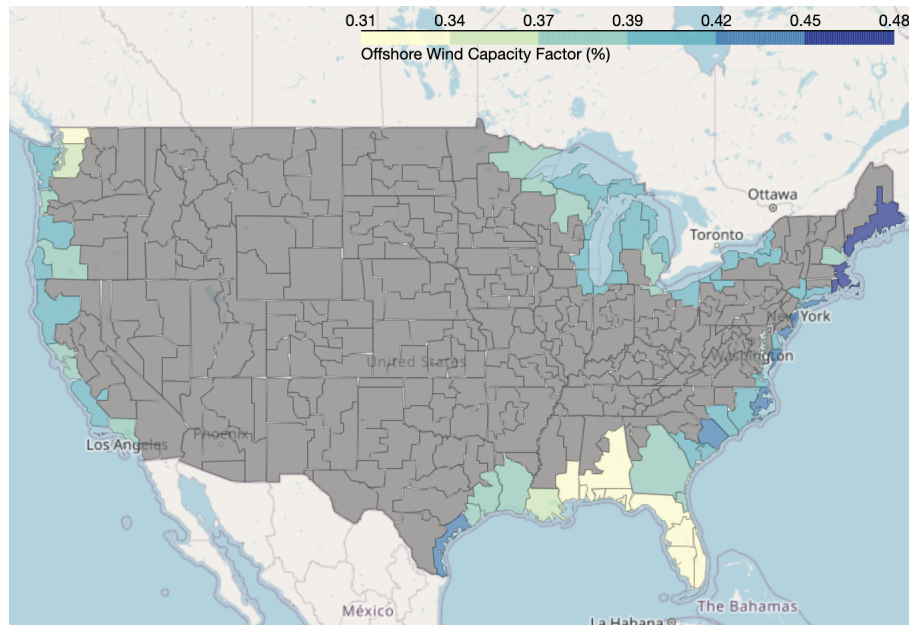 0.31 0.34 0.37 0.39 0.42 0.45 0.48
Offshore Wind Capacity Factor (%)
Ottawa
Toronto
New York
United States
Washington
Phoenix
Los Angeles
México
The Bahamas
La Habana